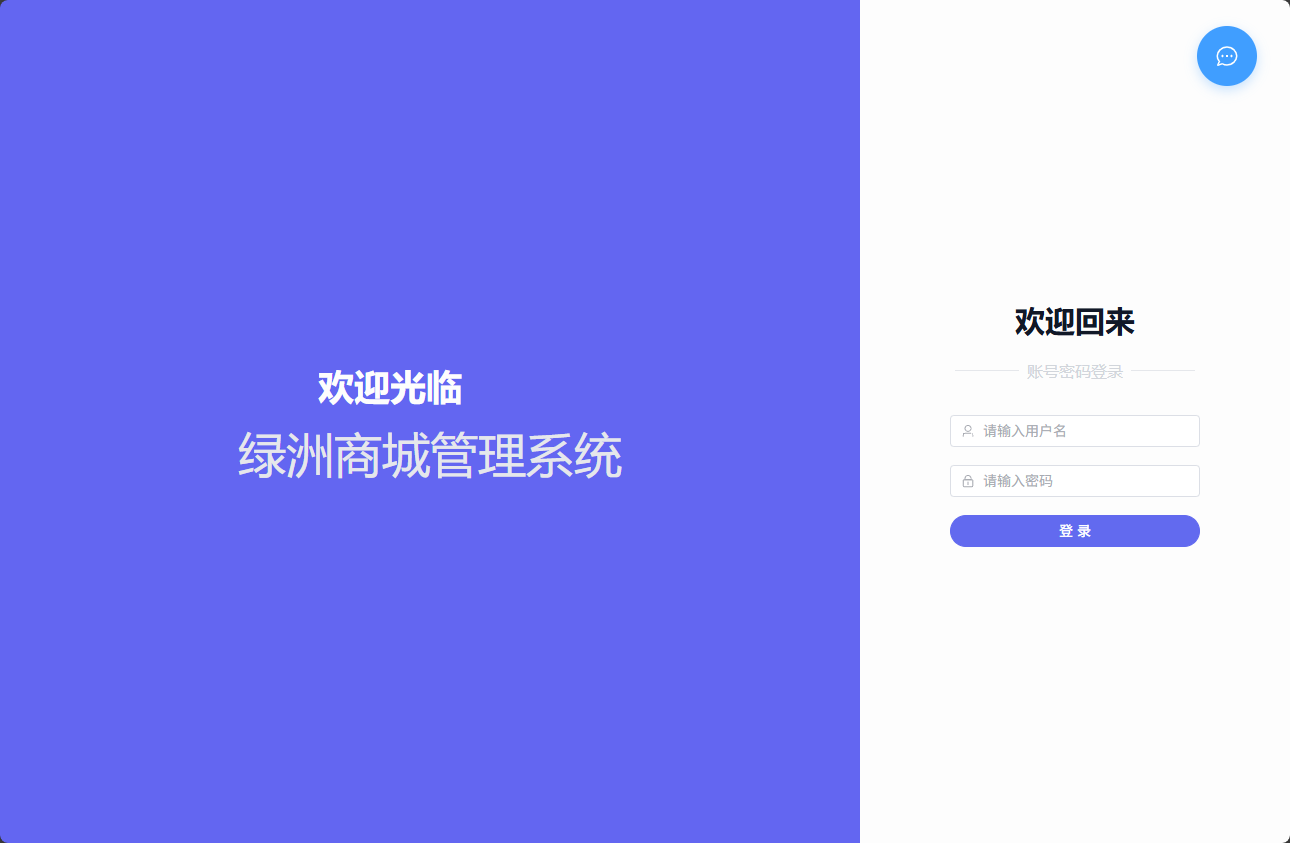 欢迎光临
绿洲商城管理系统
欢迎回来
账号密码登录
请输入用户名
请输入密码
登 录